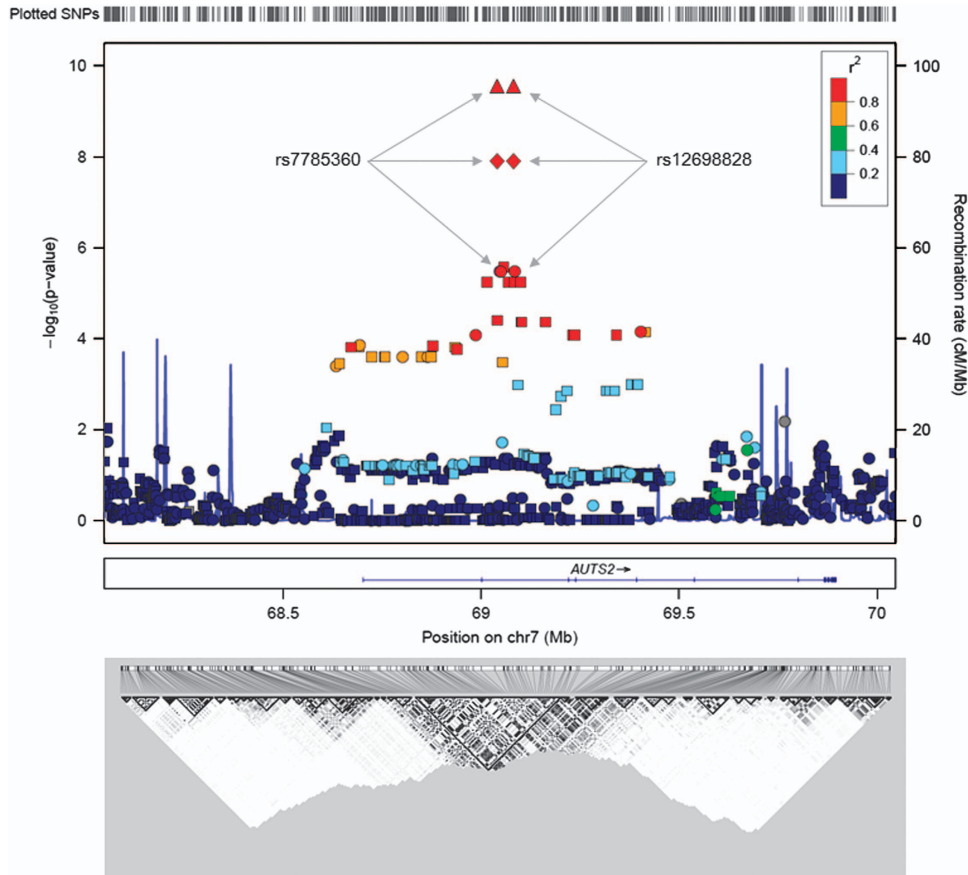 Plotted SNPs
10
8
6
4
2
0
−log10(p−value)
100
80
60
40
20
0
Recombination rate (cM/Mb)
r2
0.8
0.6
0.4
0.2
rs7785360
rs12698828
AUTS2→
68.5 69 69.5 70
Position on chr7 (Mb)